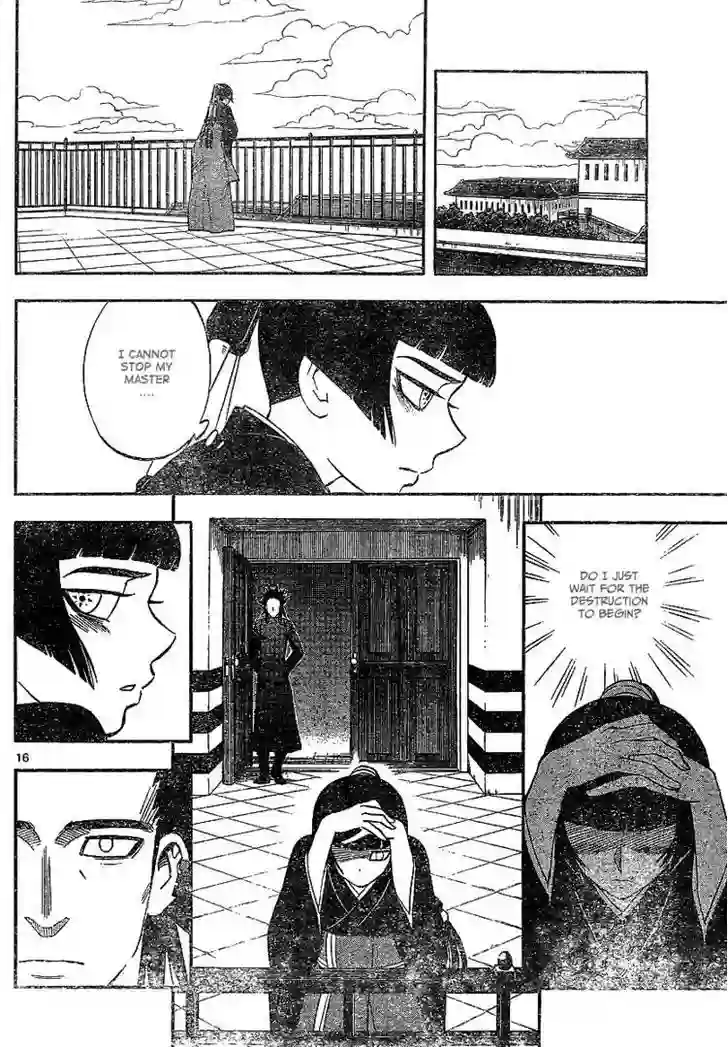 I CANNOT
STOP MY
MASTER
....
DO I JUST
WAIT FOR THE
DESTRUCTION
TO BEGIN?
16